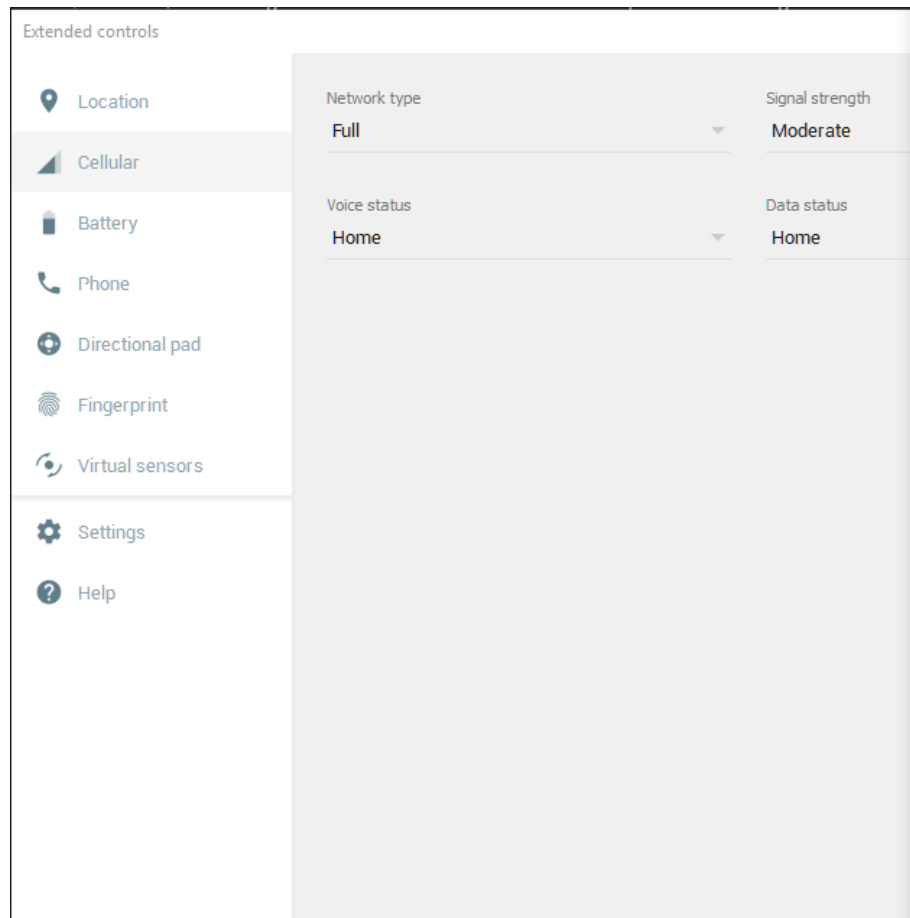 Extended controls
Location
Cellular
Battery
Phone
Directional pad
Fingerprint
Virtual sensors
Settings
Help
Network type
Full
Signal strength
Moderate
Voice status
Home
Data status
Home